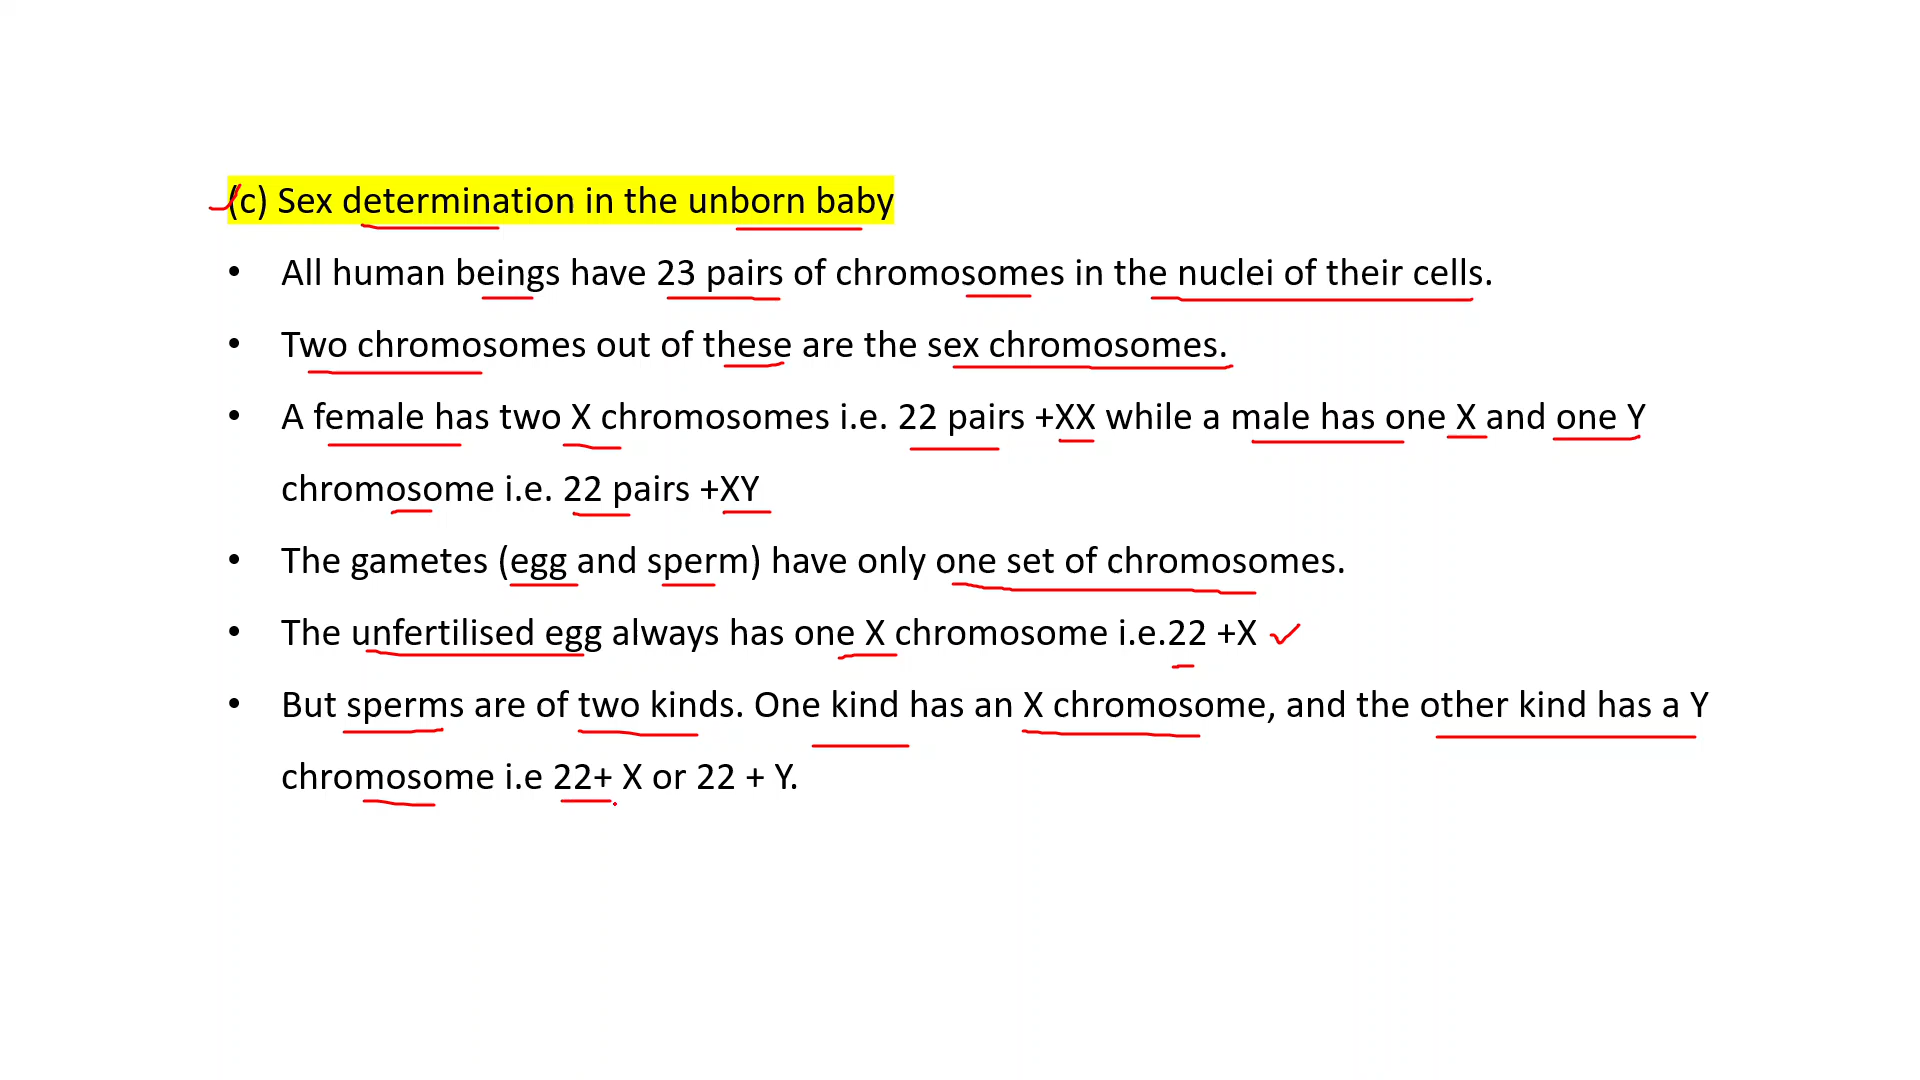 (c) Sex determination in the unborn baby
• All human beings have 23 pairs of chromosomes in the nuclei of their cells.
• Two chromosomes out of these are the sex chromosomes.
• A female has two X chromosomes i.e. 22 pairs +XX while a male has one X and one Y
chromosome i.e. 22 pairs +XY
• The gametes (egg and sperm) have only one set of chromosomes.
• The unfertilised egg always has one X chromosome i.e.22 +X
• But sperms are of two kinds. One kind has an X chromosome, and the other kind has a Y
chromosome i.e 22+ X or 22 + Y.